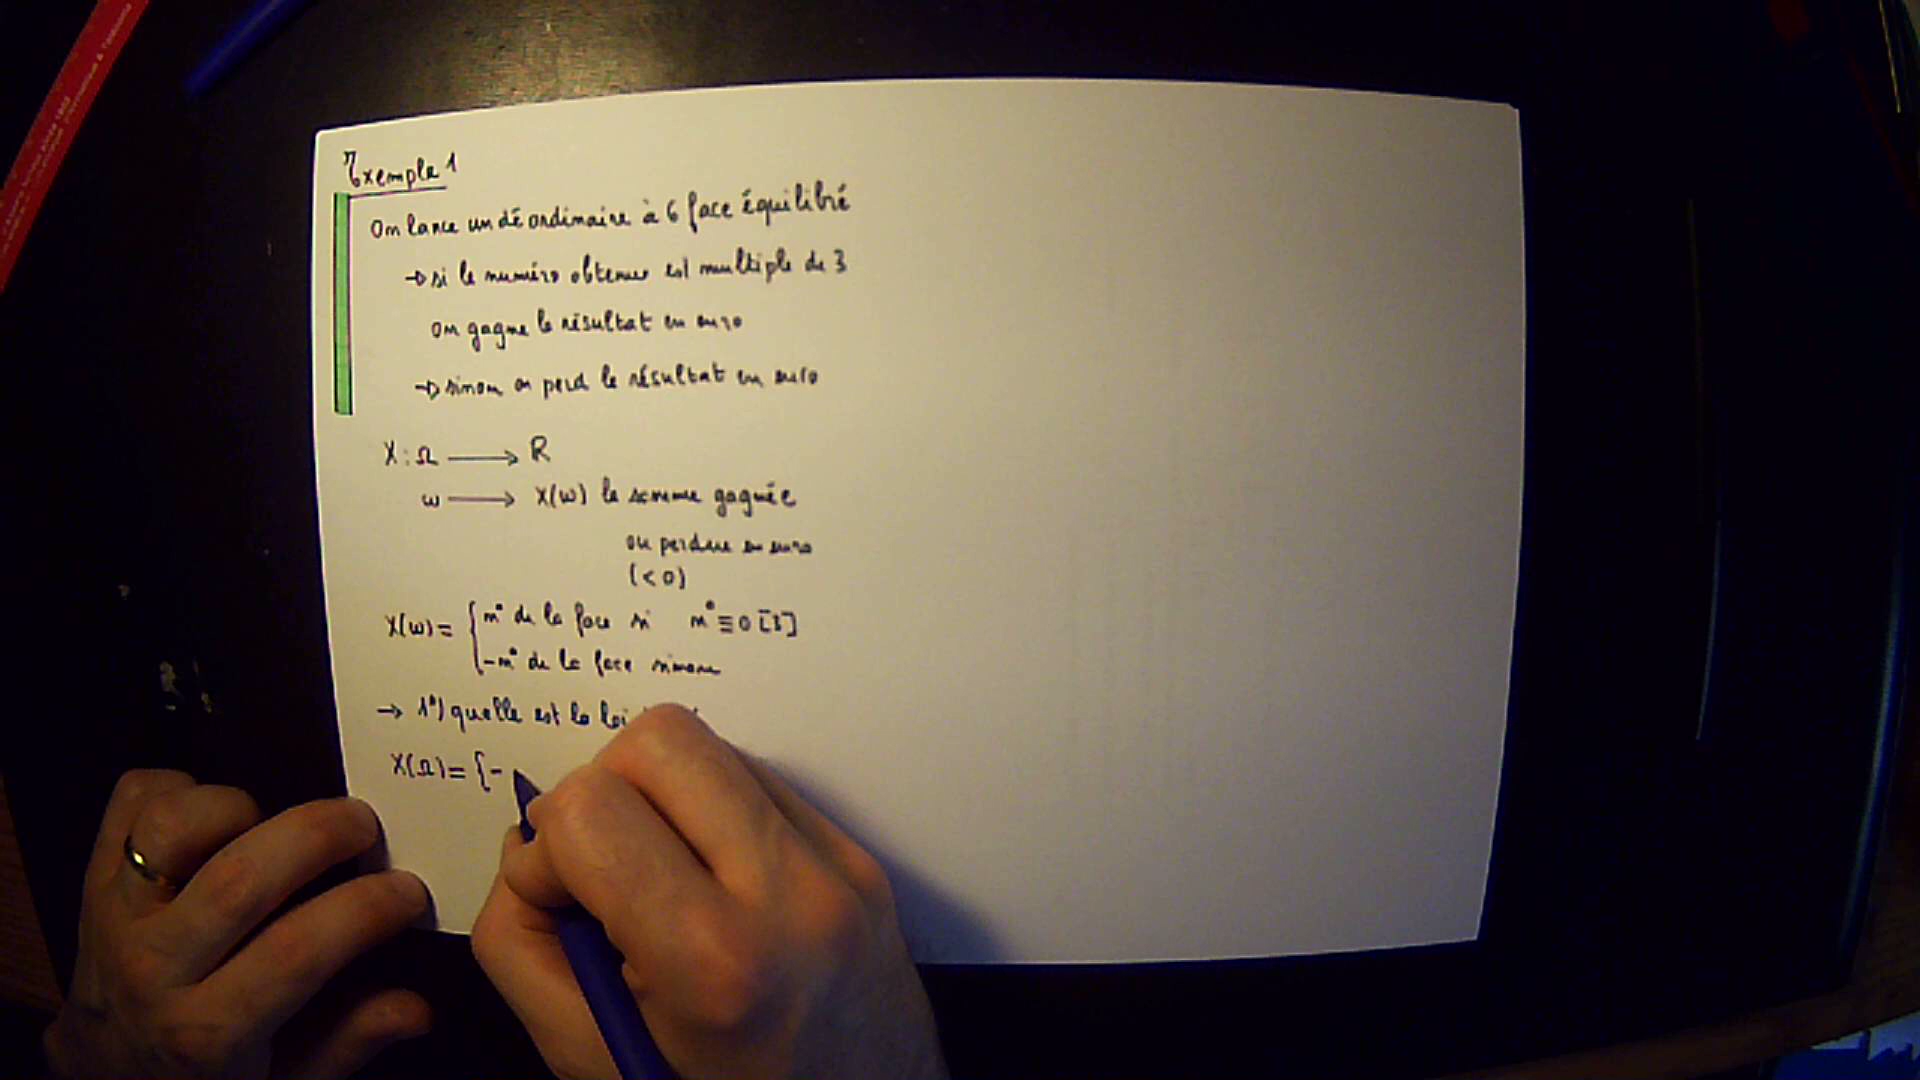 Exemple 1
On lance un dé ordinaire à 6 face équilibré
→ si le numéro obtenue est multiple de 3
on gagne le résultat en euro
→ sinon on perd le résultat en euro
X : Ω → R
ω → X(ω) la somme gagnée
ou perdue en euro
(< 0)
X(ω) = { n° de la face si n° ≡ 0 [3]
-n° de la face sinon
→ 1°) quelle est la loi
X(Ω) = {-